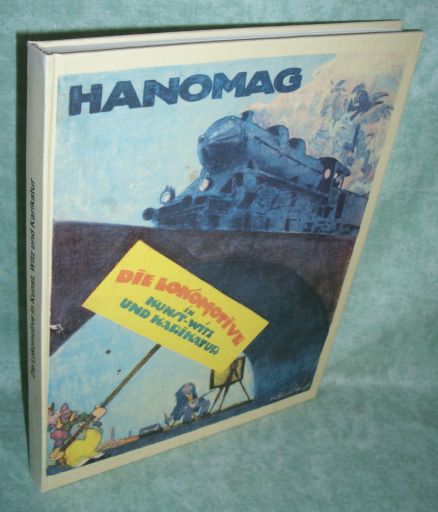 HANOMAG
DIE LOKOMOTIVE
in
KUNST-WITZ
UND KARIKATUR
Die Lokomotive in Kunst, Witz und Karikatur